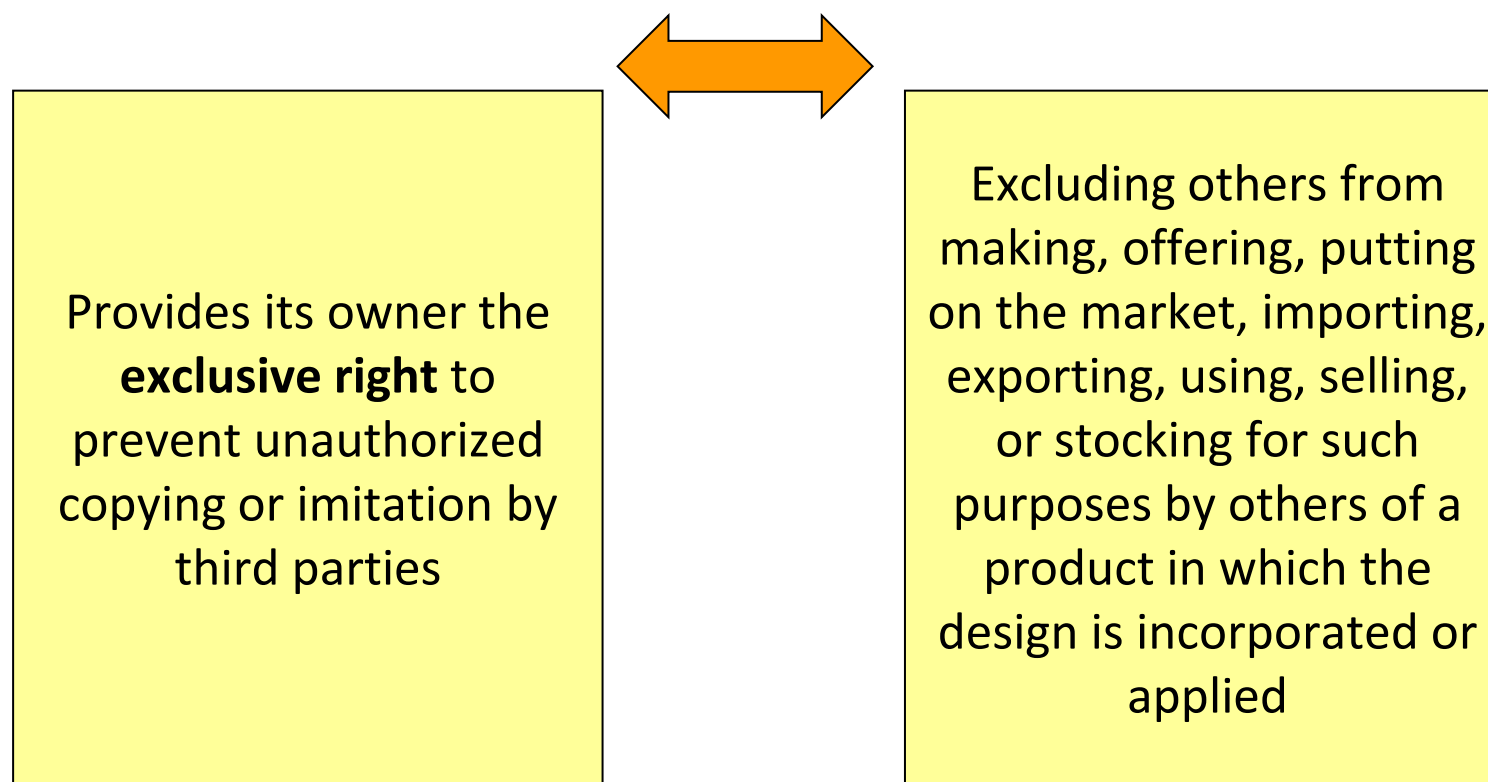 Provides its owner the
exclusive right to
prevent unauthorized
copying or imitation by
third parties
Excluding others from
making, offering, putting
on the market, importing,
exporting, using, selling,
or stocking for such
purposes by others of a
product in which the
design is incorporated or
applied